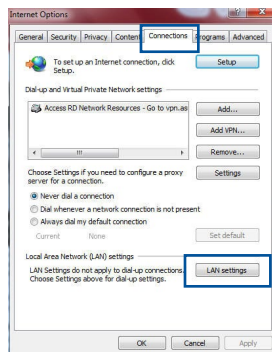 Internet Options
General Security Privacy Content Connections Programs Advanced
To set up an Internet connection, click
Setup.
Setup
Dial-up and Virtual Private Network settings
Access RD Network Resources - Go to vpn.as
Add...
Add VPN...
Remove...
Choose Settings if you need to configure a proxy
server for a connection.
Settings
Never dial a connection
Dial whenever a network connection is not present
Always dial my default connection
Current None
Set default
Local Area Network (LAN) settings
LAN Settings do not apply to dial-up connections.
Choose Settings above for dial-up settings.
LAN settings
OK Cancel Apply